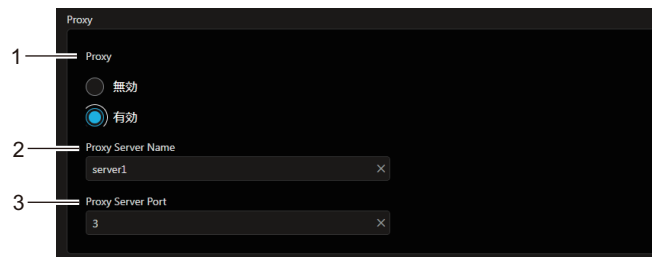 Proxy
1
Proxy
無効
有効
2
Proxy Server Name
server1
3
Proxy Server Port
3